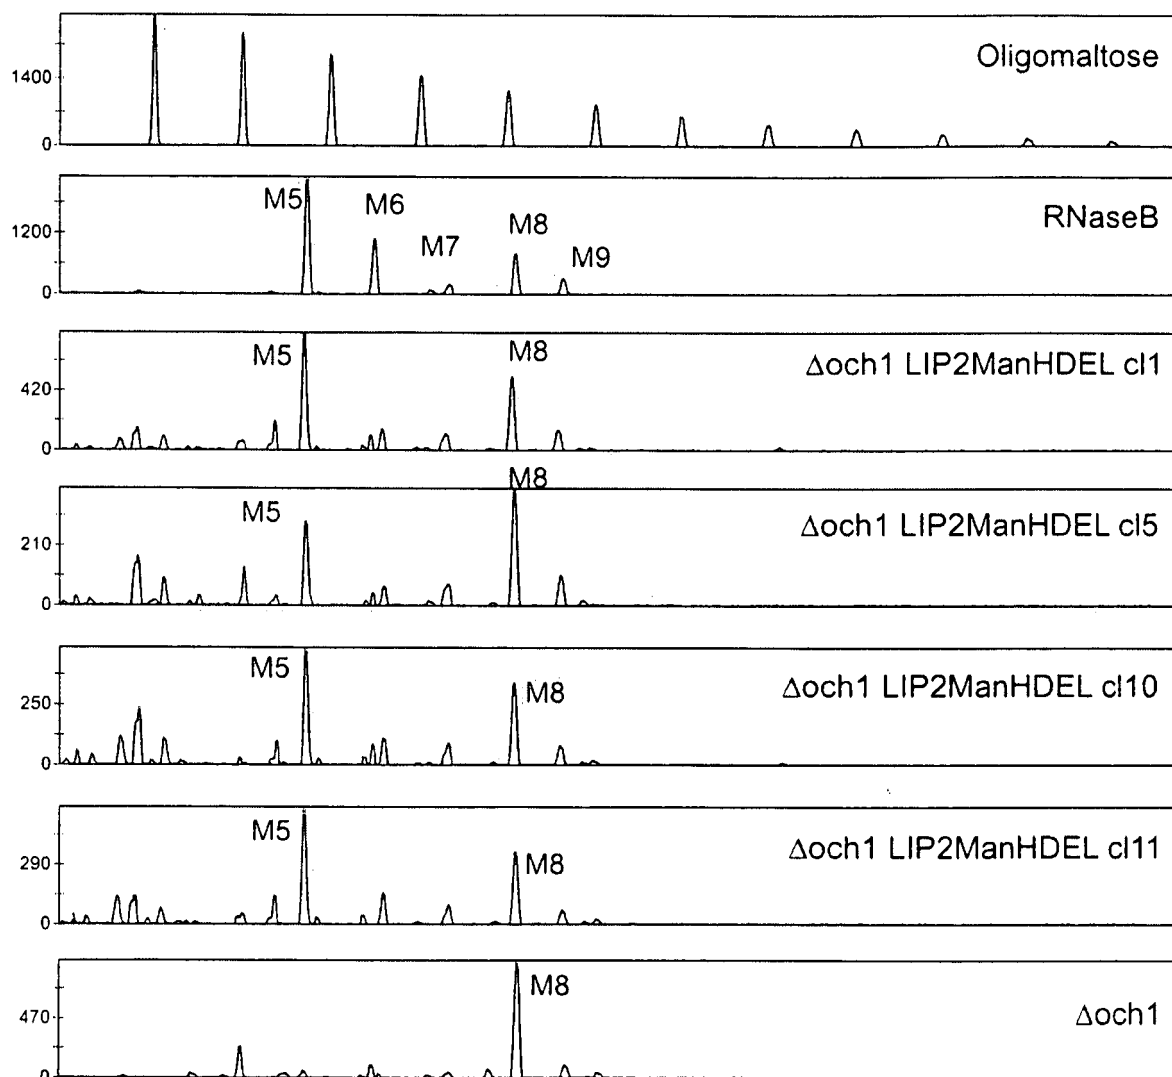 Oligomaltose
1400
0
M5
M6
M7
M8
M9
RNaseB
1200
0
M5
M8
Δoch1 LIP2ManHDEL cl1
420
0
M5
M8
Δoch1 LIP2ManHDEL cl5
210
0
M5
M8
Δoch1 LIP2ManHDEL cl10
250
0
M5
M8
Δoch1 LIP2ManHDEL cl11
290
0
M8
Δoch1
470
0